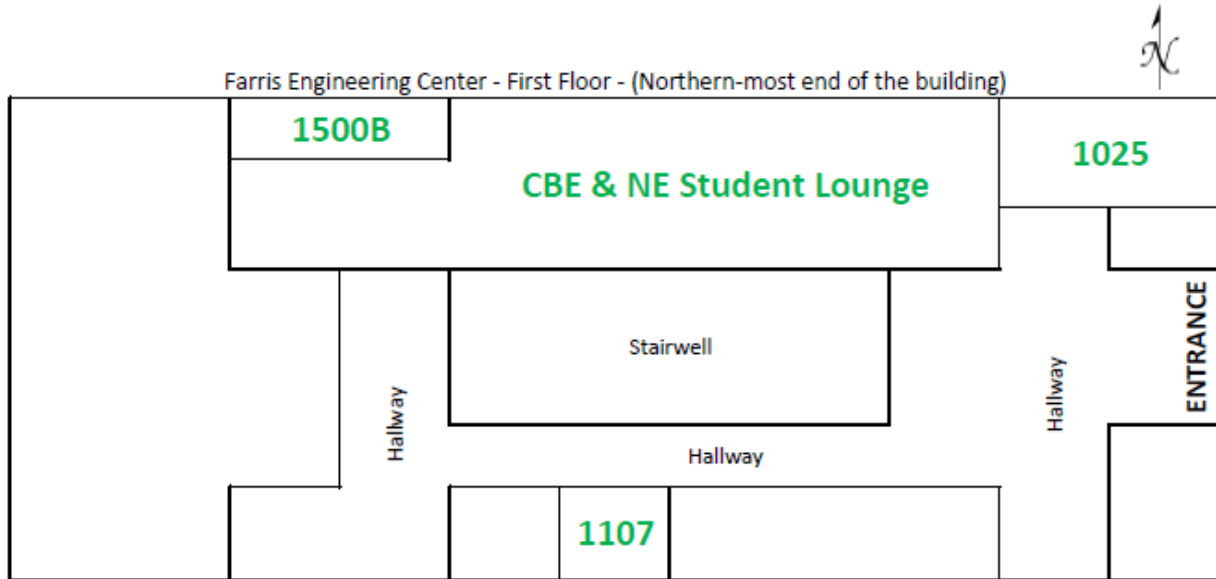 N
Farris Engineering Center - First Floor - (Northern-most end of the building)
1500B
1025
CBE & NE Student Lounge
Stairwell
ENTRANCE
Hallway
Hallway
Hallway
1107